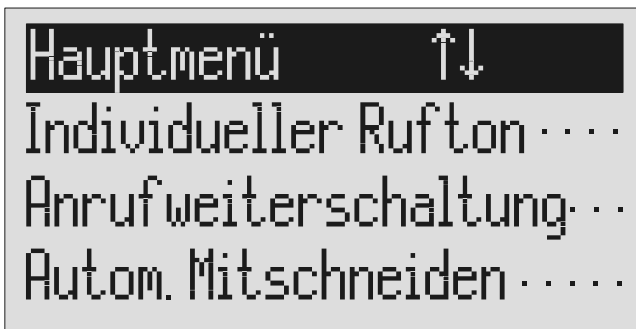 Hauptmenü ↑↓
Individueller Rufton ····
Anrufweiterschaltung···
Autom. Mitschneiden ·····